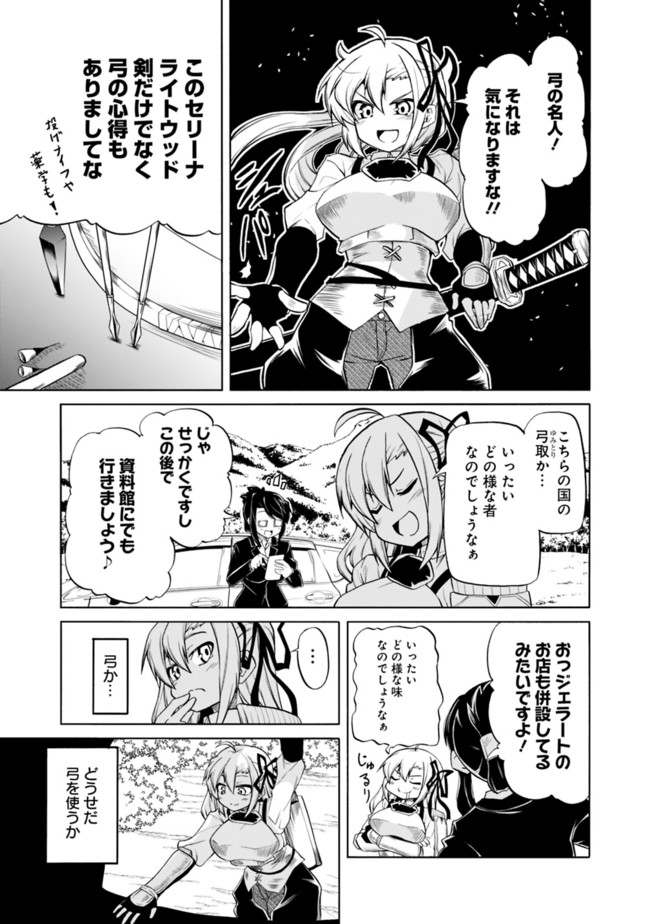 弓の名人！
それは
気になりますな!!
このセリーナ
ライトウッド
剣だけでなく
弓の心得も
ありましてな
投げナイフや
薬学も！
こちらの国の
弓取か…
ゆみとり
いったい
どの様な者
なのでしょうなぁ
じゃ
せっかくですし
この後で
資料館にでも
行きましょう♪
おっジェラートの
お店も併設してる
みたいですよ！
いったい
どの様な味
なのでしょうなぁ
じゅるり
…
弓か…
どうせだ
弓を使うか